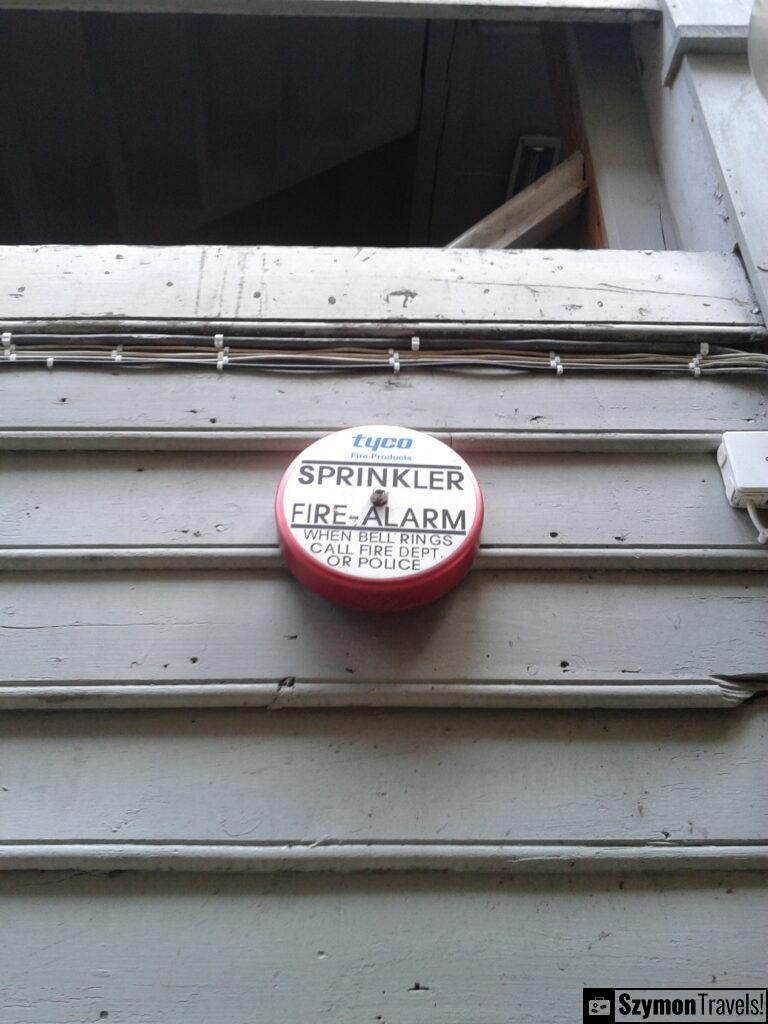 tyco
Fire Products
SPRINKLER
FIRE-ALARM
WHEN BELL RINGS
CALL FIRE DEPT.
OR POLICE
SzymonTravels!